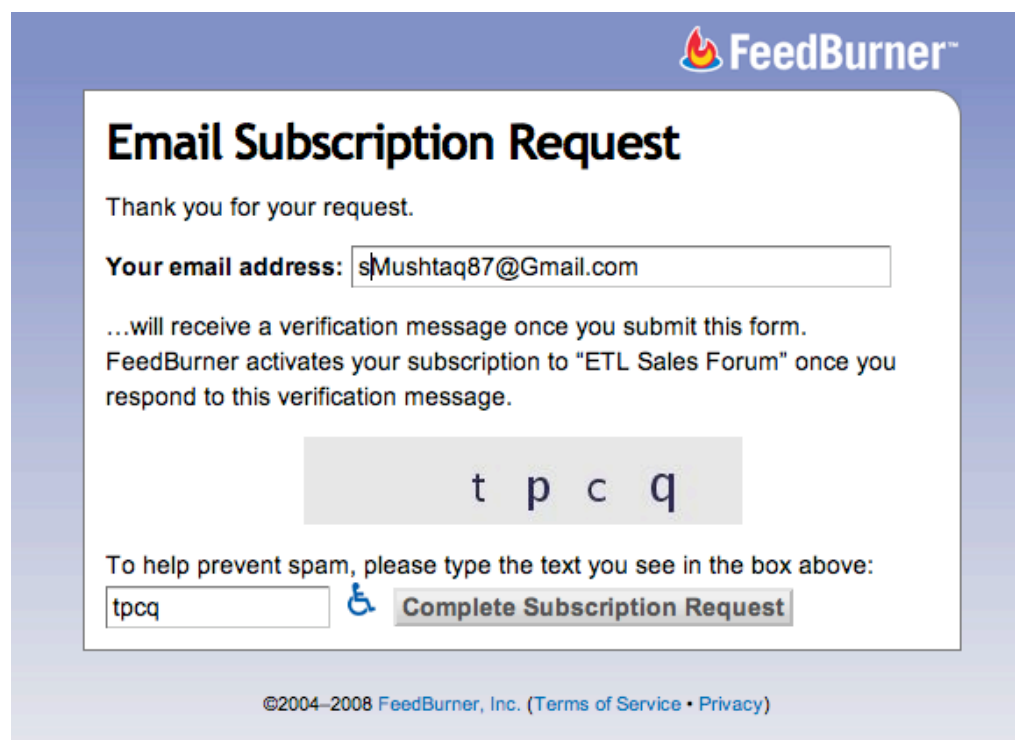 FeedBurner™
Email Subscription Request
Thank you for your request.
Your email address: sMushtaq87@Gmail.com
…will receive a verification message once you submit this form.
FeedBurner activates your subscription to “ETL Sales Forum” once you
respond to this verification message.
t p c q
To help prevent spam, please type the text you see in the box above:
tpcq Complete Subscription Request
©2004–2008 FeedBurner, Inc. (Terms of Service • Privacy)